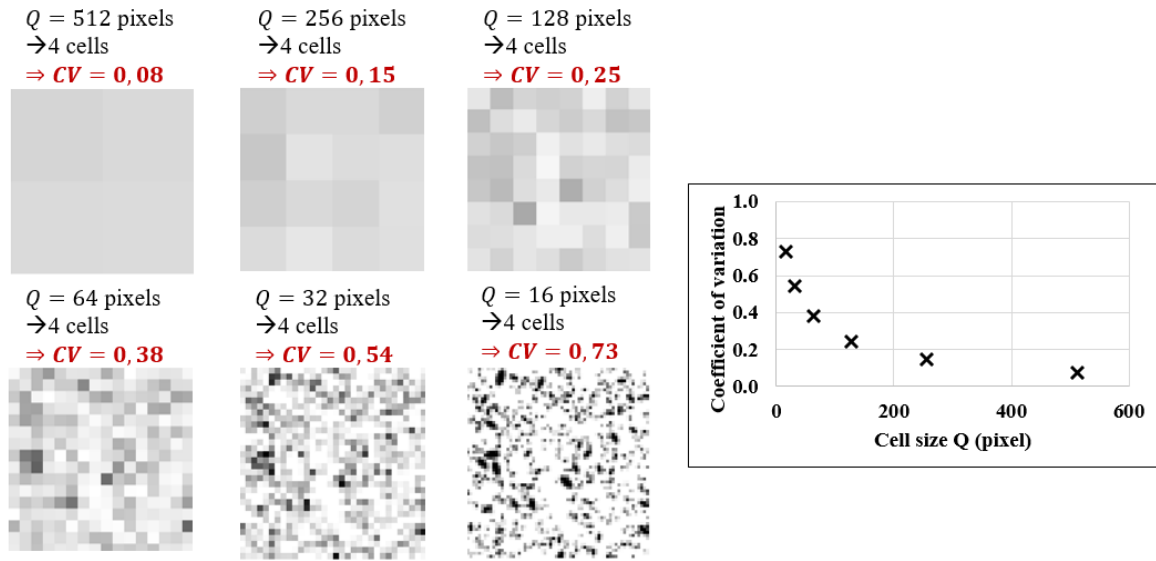 Q = 512 pixels
→4 cells
⇒ CV = 0,08
Q = 256 pixels
→4 cells
⇒ CV = 0,15
Q = 128 pixels
→4 cells
⇒ CV = 0,25
Q = 64 pixels
→4 cells
⇒ CV = 0,38
Q = 32 pixels
→4 cells
⇒ CV = 0,54
Q = 16 pixels
→4 cells
⇒ CV = 0,73
Coefficient of variation
1.0
0.8
0.6
0.4
0.2
0.0
0 200 400 600
Cell size Q (pixel)